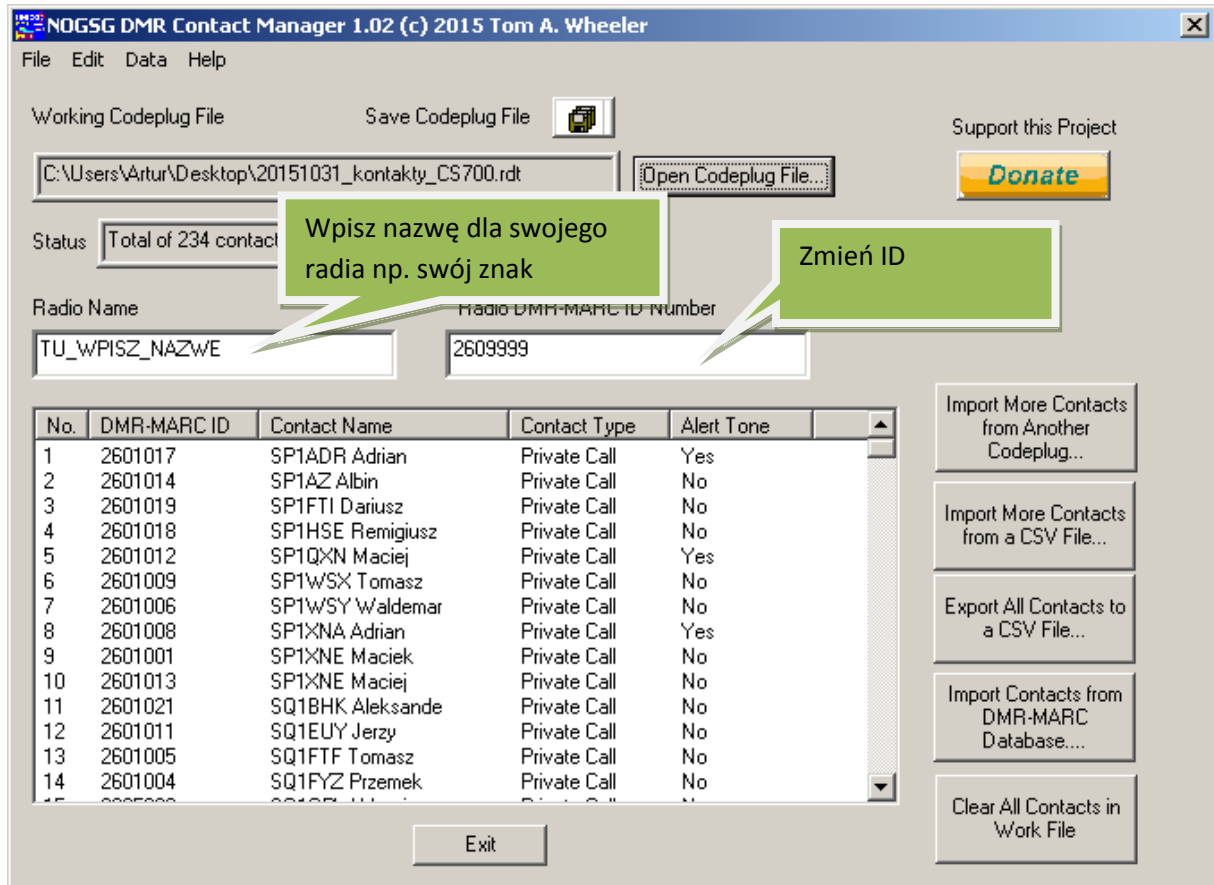 N0GSG DMR Contact Manager 1.02 (c) 2015 Tom A. Wheeler
File Edit Data Help
Working Codeplug File Save Codeplug File
Support this Project
C:\Users\Artur\Desktop\20151031_kontakty_CS700.rdt Open Codeplug File... Donate
Status Total of 234 contact
Wpisz nazwę dla swojego
radia np. swój znak
Zmień ID
Radio Name Radio DMR-MARC ID Number
TU_WPISZ_NAZWE 2609999
No. DMR-MARC ID Contact Name Contact Type Alert Tone
1 2601017 SP1ADR Adrian Private Call Yes
2 2601014 SP1AZ Albin Private Call No
3 2601019 SP1FTI Dariusz Private Call No
4 2601018 SP1HSE Remigiusz Private Call No
5 2601012 SP1QXN Maciej Private Call Yes
6 2601009 SP1WSX Tomasz Private Call No
7 2601006 SP1WSY Waldemar Private Call No
8 2601008 SP1XNA Adrian Private Call Yes
9 2601001 SP1XNE Maciek Private Call No
10 2601013 SP1XNE Maciej Private Call No
11 2601021 SQ1BHK Aleksande Private Call No
12 2601011 SQ1EUY Jerzy Private Call No
13 2601005 SQ1FTF Tomasz Private Call No
14 2601004 SQ1FYZ Przemek Private Call No
Import More Contacts
from Another
Codeplug...
Import More Contacts
from a CSV File...
Export All Contacts to
a CSV File...
Import Contacts from
DMR-MARC
Database....
Clear All Contacts in
Work File
Exit